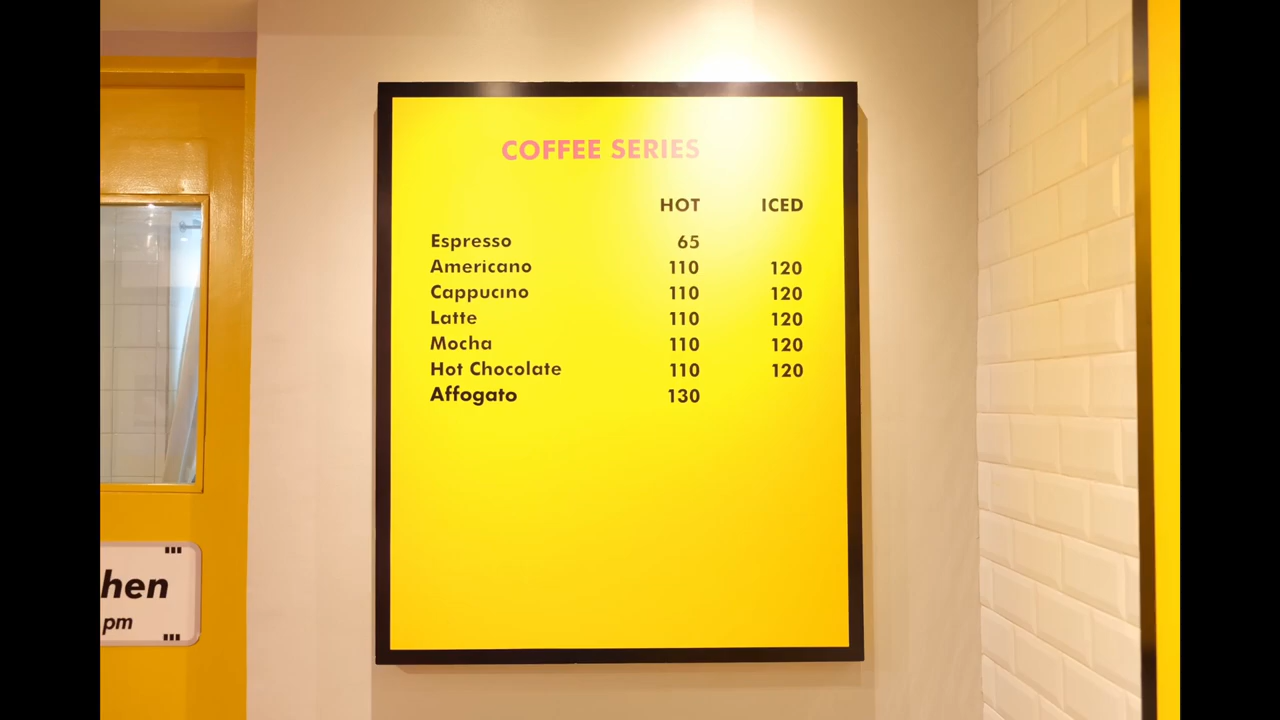 COFFEE SERIES
HOT ICED
Espresso 65
Americano 110 120
Cappucino 110 120
Latte 110 120
Mocha 110 120
Hot Chocolate 110 120
Affogato 130
hen
pm